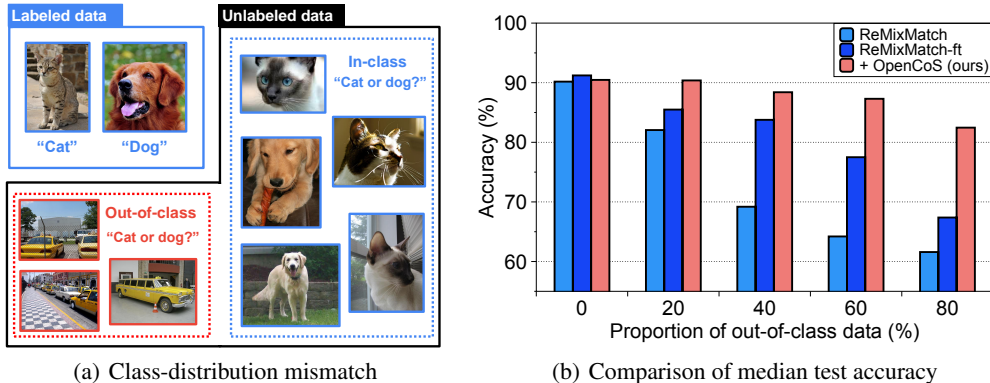 Labeled data
Unlabeled data
"Cat"
"Dog"
In-class
"Cat or dog?"
Out-of-class
"Cat or dog?"
(a) Class-distribution mismatch
ReMixMatch
ReMixMatch-ft
+ OpenCoS (ours)
Accuracy (%)
100
90
80
70
60
0 20 40 60 80
Proportion of out-of-class data (%)
(b) Comparison of median test accuracy